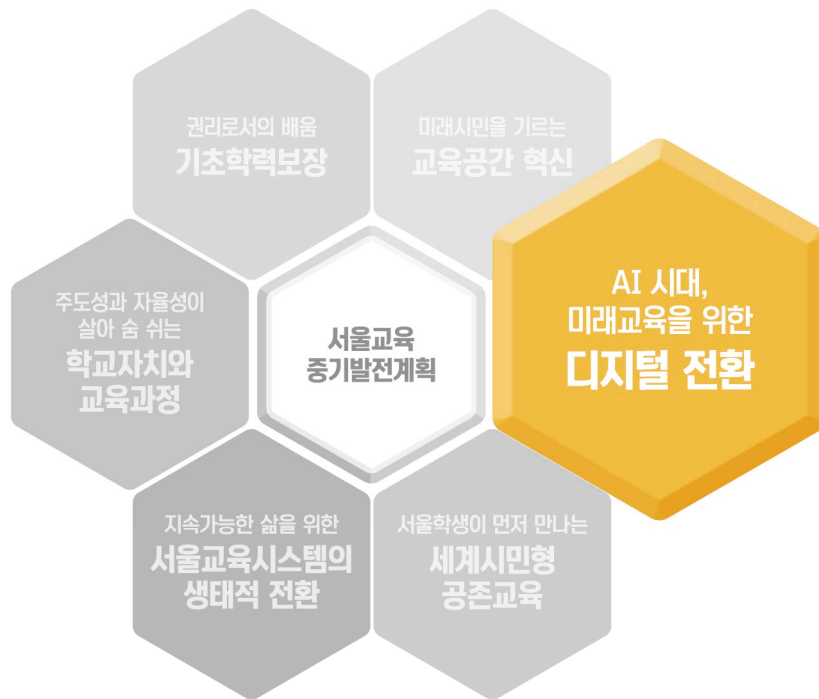 권리로서의 배움
기초학력보장
미래시민을 기르는
교육공간 혁신
주도성과 자율성이
살아 숨 쉬는
학교자치와
교육과정
서울교육
중기발전계획
AI 시대,
미래교육을 위한
디지털 전환
지속가능한 삶을 위한
서울교육시스템의
생태적 전환
서울학생이 먼저 만나는
세계시민형
공존교육